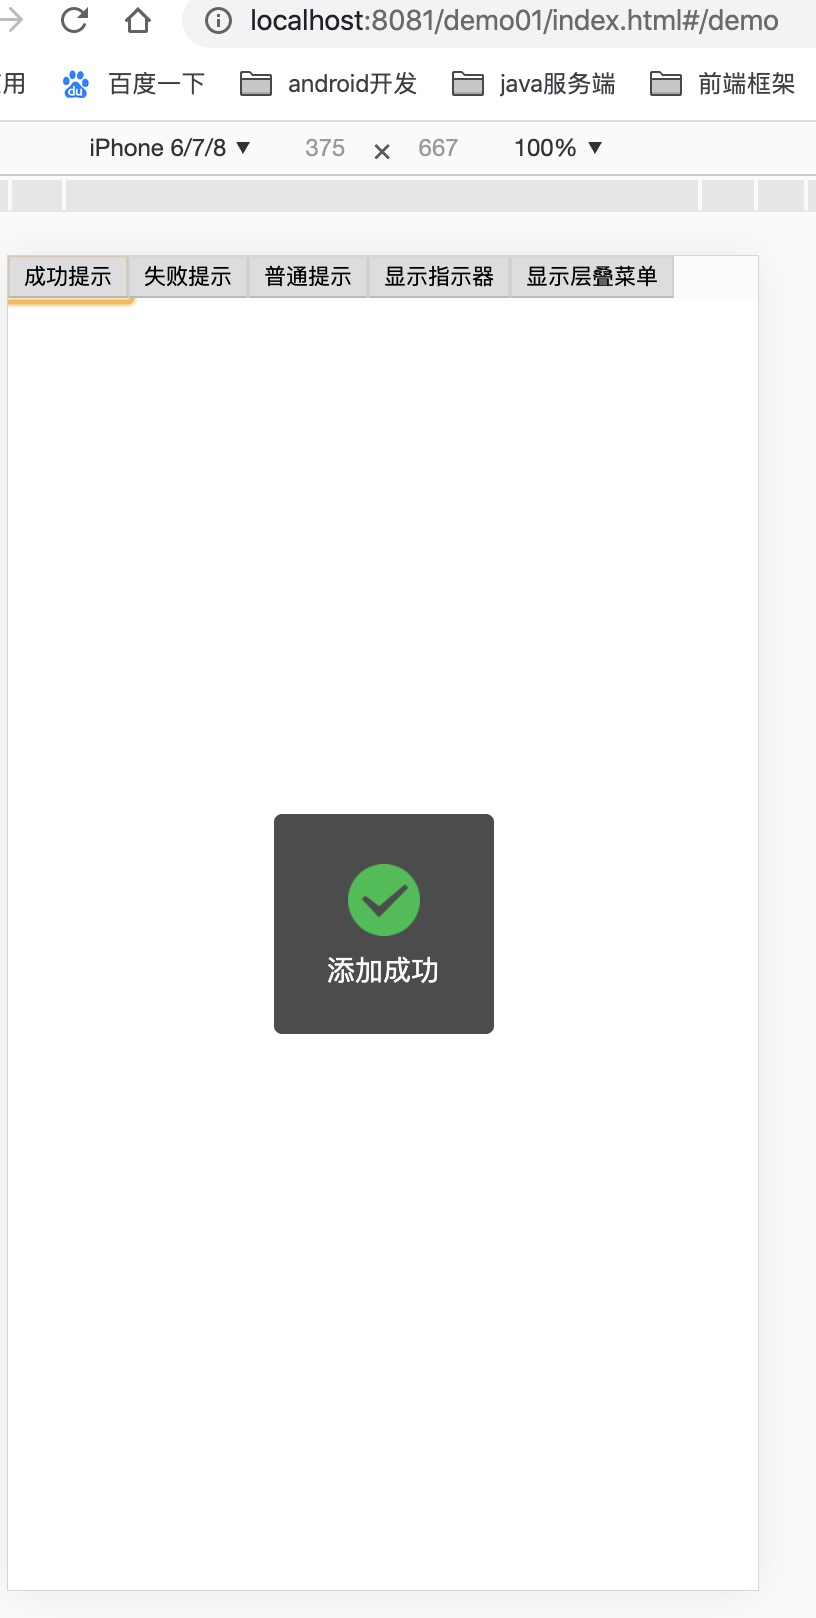 localhost:8081/demo01/index.html#/demo
用 du 百度一下 android开发 java服务端 前端框架
iPhone 6/7/8 ▼ 375 × 667 100% ▼
成功提示 失败提示 普通提示 显示指示器 显示层叠菜单
添加成功